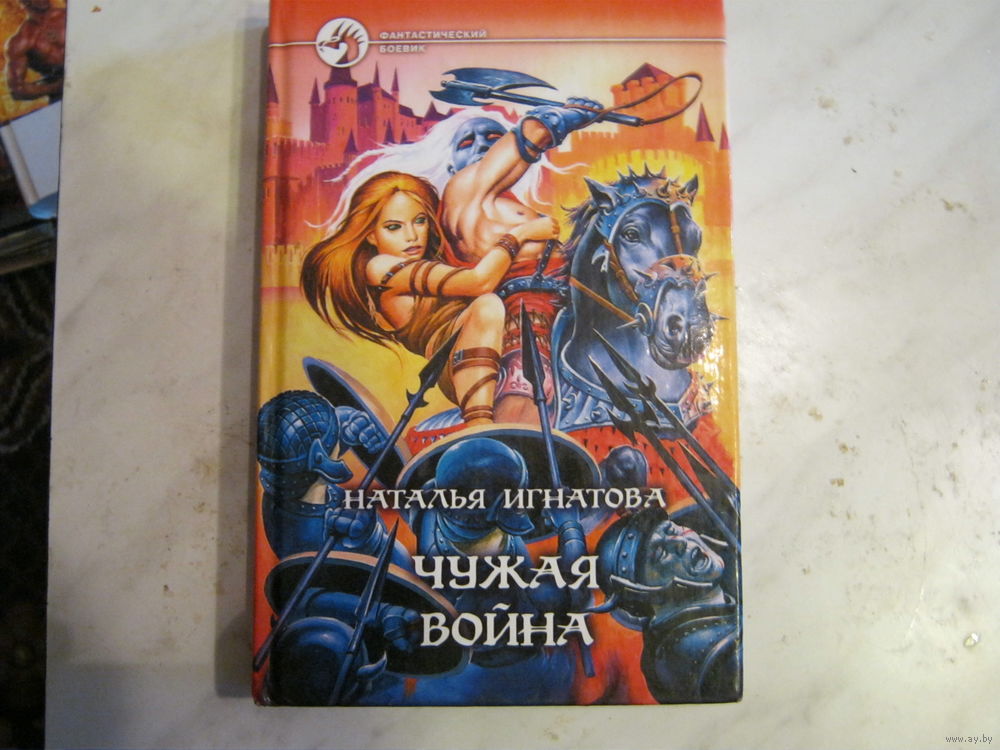 ФАНТАСТИЧЕСКИЙ
БОЕВИК
НАТАЛЬЯ ИГНАТОВА
ЧУЖАЯ
ВОЙНА
www.ay.by